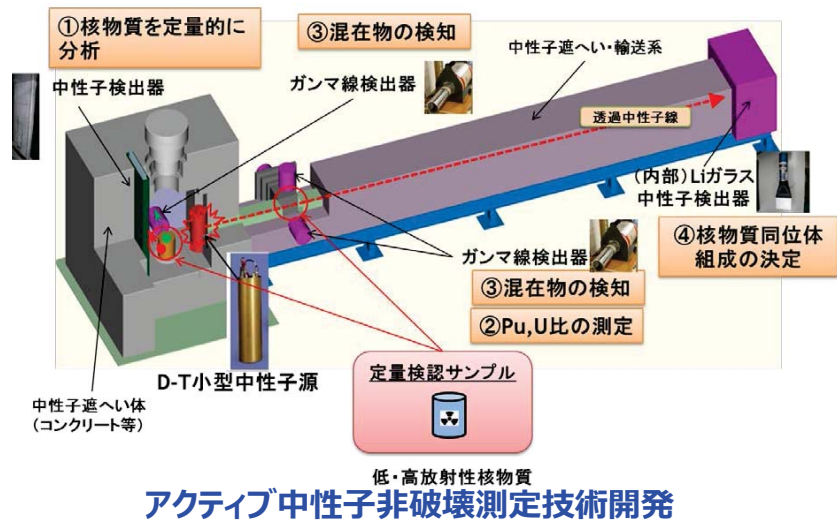 ①核物質を定量的に
分析
③混在物の検知
中性子検出器
ガンマ線検出器
中性子遮へい・輸送系
透過中性子線
（内部）Liガラス
中性子検出器
④核物質同位体
組成の決定
ガンマ線検出器
③混在物の検知
②Pu,U比の測定
D-T小型中性子源
定量検認サンプル
中性子遮へい体
（コンクリート等）
低・高放射性核物質
アクティブ中性子非破壊測定技術開発